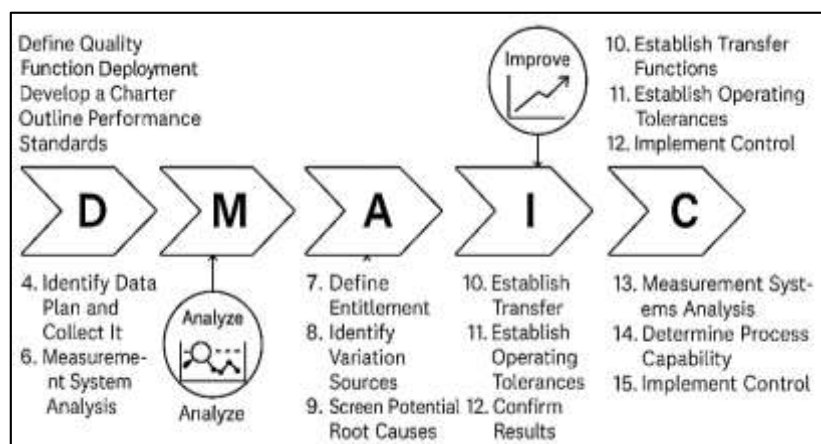 Define Quality
Function Deployment
Develop a Charter
Outline Performance
Standards
Improve
10. Establish Transfer
Functions
11. Establish Operating
Tolerances
12. Implement Control
D
M
A
I
C
4. Identify Data
Plan and
Collect It
6. Measureme-
nt System
Analysis
Analyze
Analyze
7. Define
Entitlement
8. Identify
Variation
Sources
9. Screen Potential
Root Causes
10. Establish
Transfer
11. Establish
Operating
Tolerances
12. Confirm
Results
13. Measurement Syst-
ems Analysis
14. Determine Process
Capability
15. Implement Control